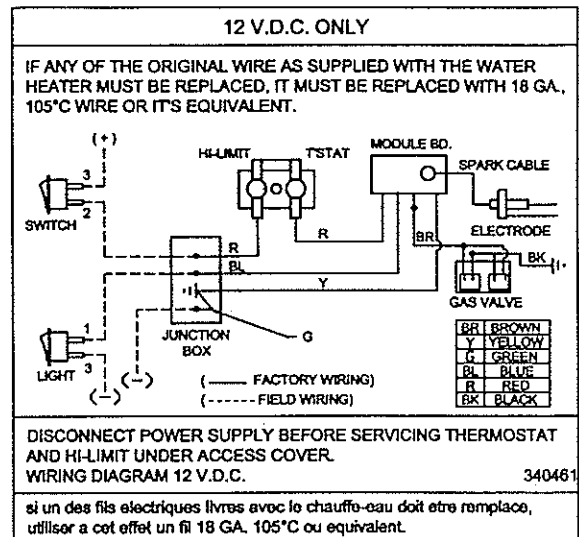 12 V.D.C. ONLY
IF ANY OF THE ORIGINAL WIRE AS SUPPLIED WITH THE WATER
HEATER MUST BE REPLACED, IT MUST BE REPLACED WITH 18 GA.,
105°C WIRE OR IT'S EQUIVALENT.
(+)
HI-LIMIT
T'STAT
MODULE BD.
SPARK CABLE
3
2
SWITCH
ELECTRODE
R
R
BR
BK
BL
Y
GAS VALVE
JUNCTION
BOX
G
1
3
LIGHT
(-)
(-)
( —— FACTORY WIRING)
( ----- FIELD WIRING)
BR BROWN
Y YELLOW
G GREEN
BL BLUE
R RED
BK BLACK
DISCONNECT POWER SUPPLY BEFORE SERVICING THERMOSTAT
AND HI-LIMIT UNDER ACCESS COVER.
WIRING DIAGRAM 12 V.D.C. 340461
si un des fils electriques livres avec le chauffe-eau doit etre remplace,
utiliser a cet effet un fil 18 GA. 105°C ou equivalent.